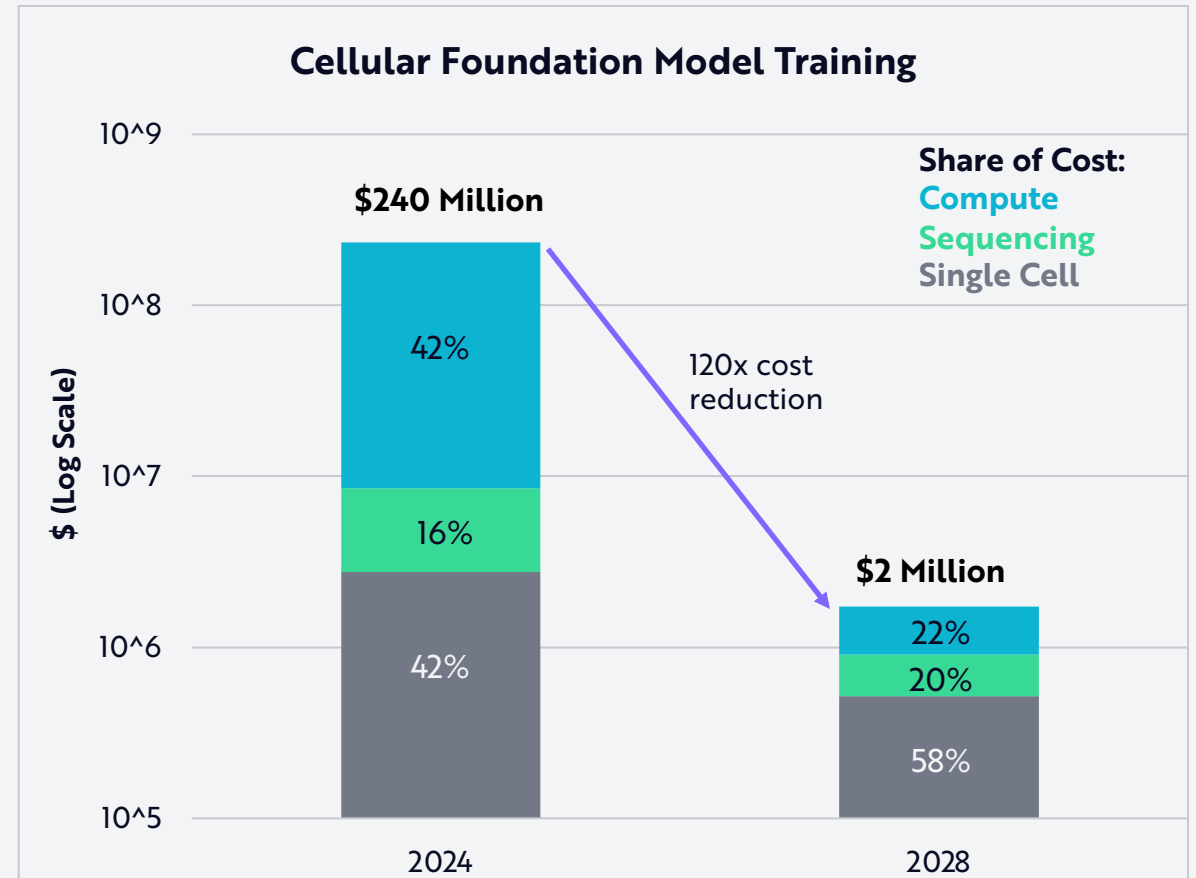 Cellular Foundation Model Training
10^9
Share of Cost:
Compute
Sequencing
Single Cell
$240 Million
10^8
42%
120x cost
reduction
$ (Log Scale)
10^7
16%
$2 Million
22%
10^6
42%
20%
58%
10^5
2024
2028